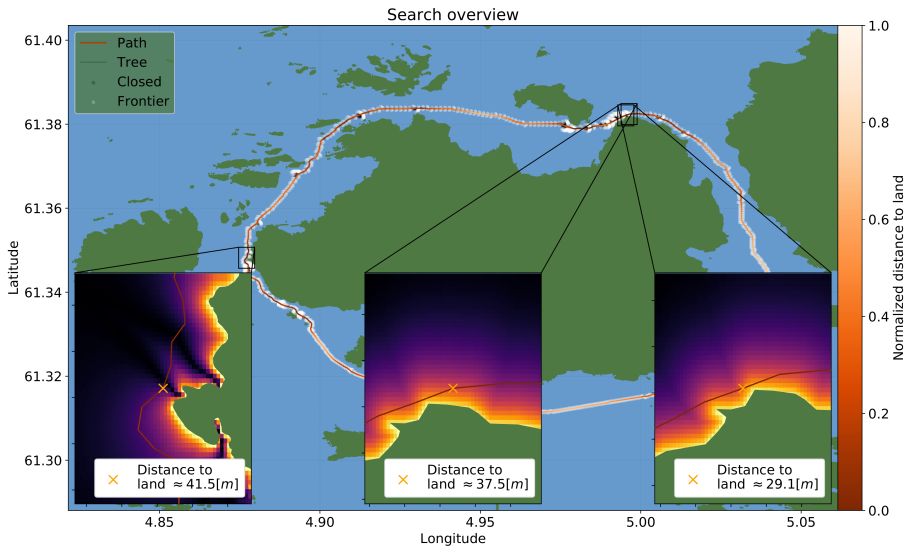 Search overview
61.40
61.38
61.36
61.34
61.32
61.30
Latitude
Path
Tree
Closed
Frontier
Distance to
land ≈41.5[m]
Distance to
land ≈37.5[m]
Distance to
land ≈29.1[m]
4.85
4.90
4.95
5.00
5.05
Longitude
1.0
0.8
0.6
0.4
0.2
0.0
Normalized distance to land